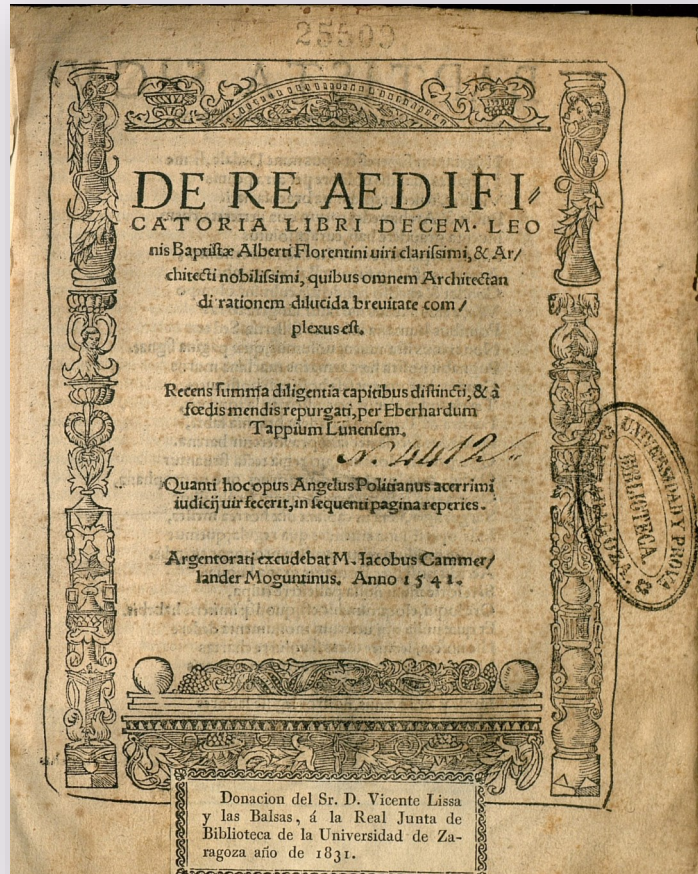 25509
DE RE AEDIFI/
CATORIA LIBRI DECEM· LEO
nis Baptistæ Alberti Florentini uiri clarissimi, & Ar/
chitecti nobilissimi, quibus omnem Architectan
di rationem dilucida breuitate com/
plexus est.
Recens summa diligentia capitibus distincti, & à
fœdis mendis repurgati, per Eberhardum
Tappium Lunensem.
N. 4412
Quanti hoc opus Angelus Politianus acerrimi
iudicij uir fecerit, in sequenti pagina reperies.
Argentorati excudebat M. Iacobus Cammer/
lander Moguntinus. Anno 1541.
UNIVERSIDAD Y PROVA
BIBLIOTECA.
Donacion del Sr. D. Vicente Lissa
y las Balsas, á la Real Junta de
Biblioteca de la Universidad de Za-
ragoza año de 1831.